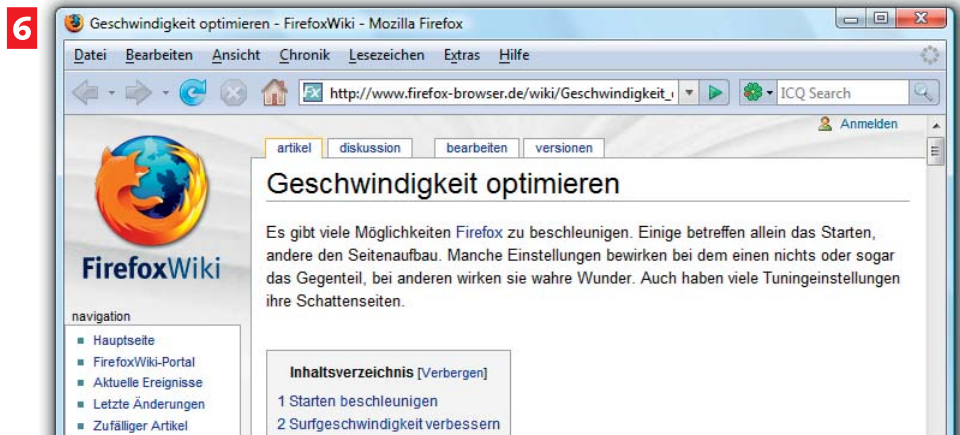 6
Geschwindigkeit optimieren - FirefoxWiki - Mozilla Firefox
Datei Bearbeiten Ansicht Chronik Lesezeichen Extras Hilfe
http://www.firefox-browser.de/wiki/Geschwindigkeit_ ICQ Search
Anmelden
artikel diskussion bearbeiten versionen
Geschwindigkeit optimieren
Es gibt viele Möglichkeiten Firefox zu beschleunigen. Einige betreffen allein das Starten,
andere den Seitenaufbau. Manche Einstellungen bewirken bei dem einen nichts oder sogar
das Gegenteil, bei anderen wirken sie wahre Wunder. Auch haben viele Tuningeinstellungen
ihre Schattenseiten.
FirefoxWiki
navigation
Hauptseite
FirefoxWiki-Portal
Aktuelle Ereignisse
Letzte Änderungen
Zufälliger Artikel
Inhaltsverzeichnis [Verbergen]
1 Starten beschleunigen
2 Surfgeschwindigkeit verbessern